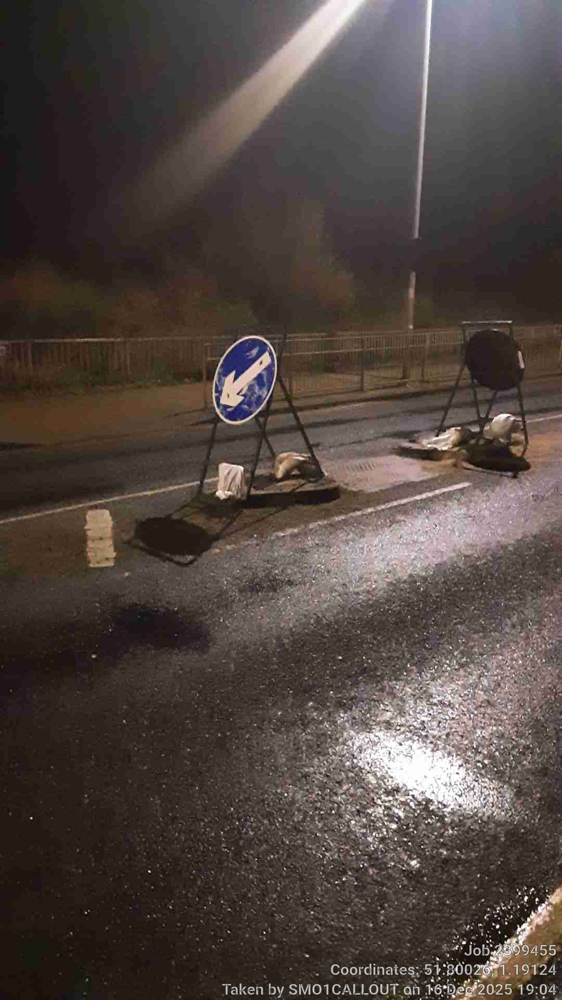 Job 2399455
Coordinates: 51.80026, 1.19124
Taken by SMO1CALLOUT on 16 Dec 2025 19:04